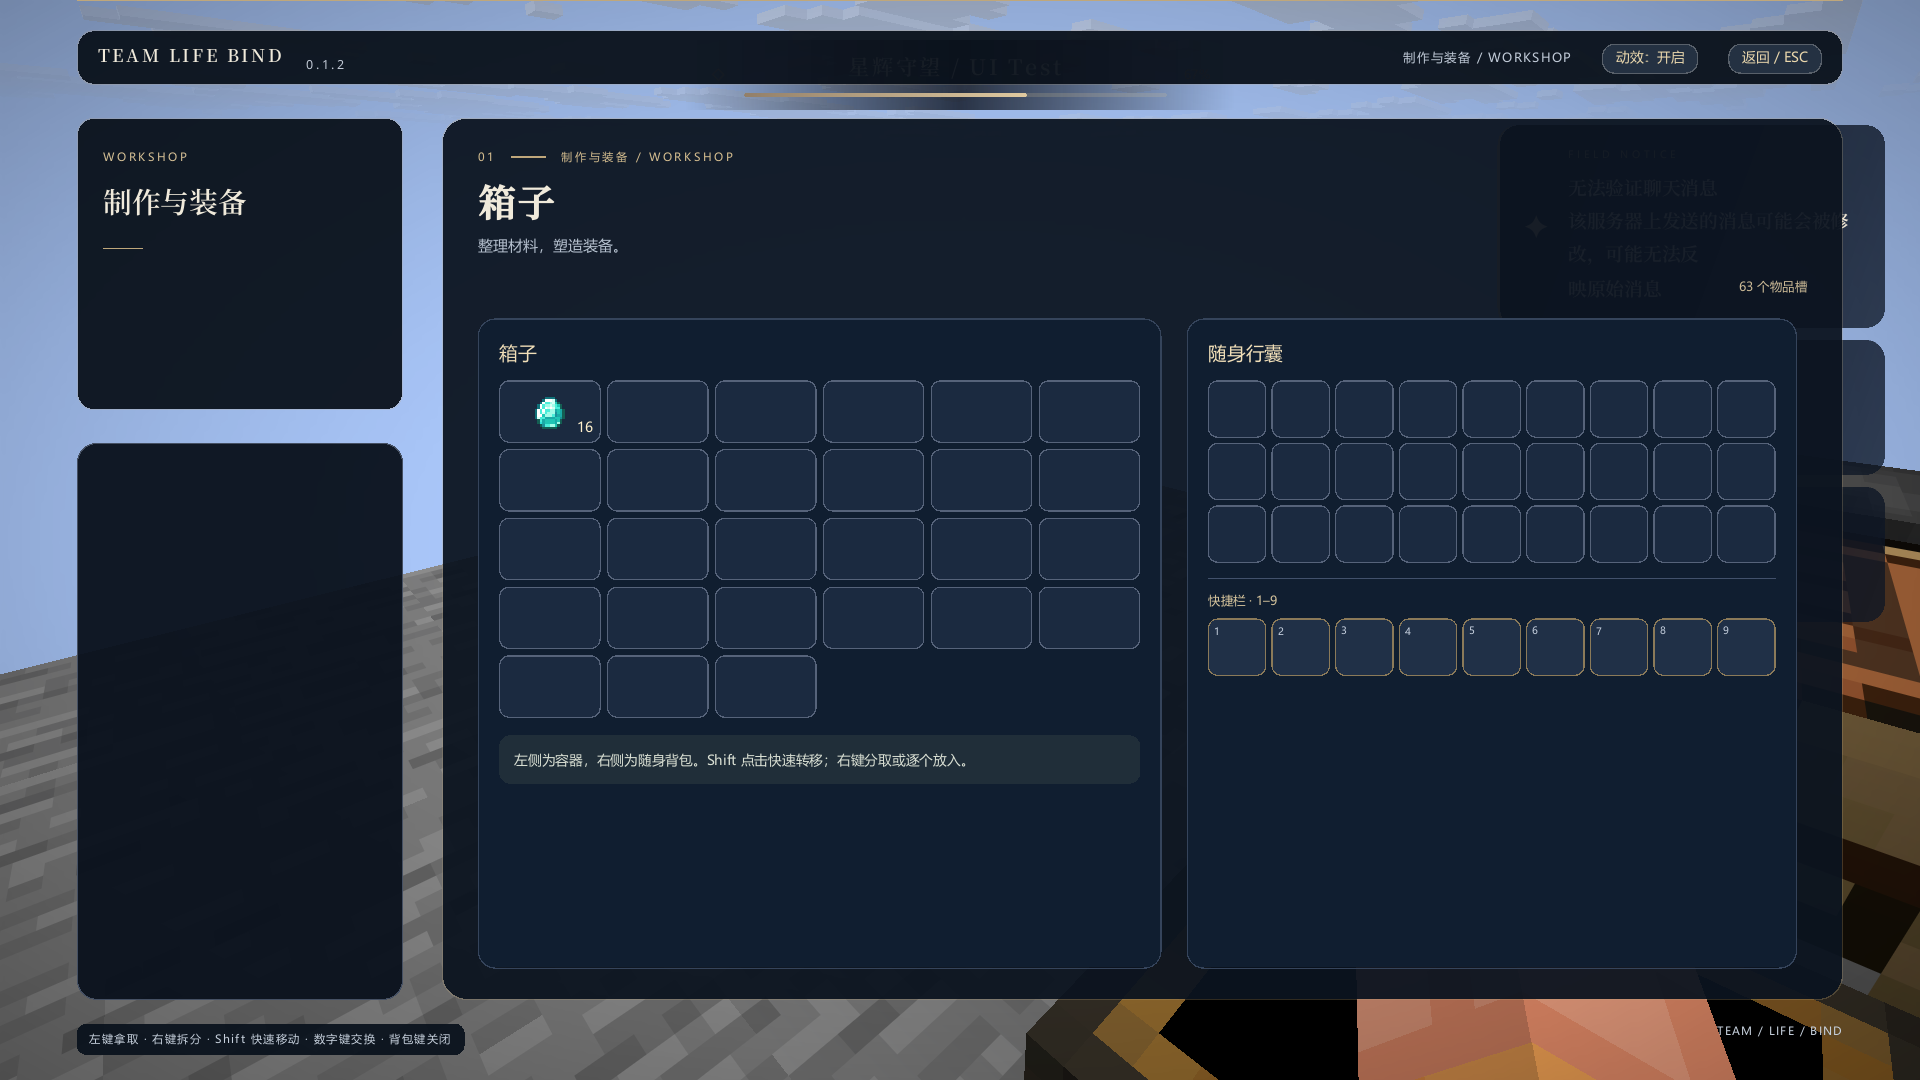 TEAM LIFE BIND
0.1.2
星辉守望 / UI Test
制作与装备 / WORKSHOP
动效：开启
返回 / ESC
WORKSHOP
制作与装备
01
制作与装备 / WORKSHOP
箱子
整理材料，塑造装备。
FIELD NOTICE
无法验证聊天消息
该服务器上发送的消息可能会被修
改，可能无法反
映原始消息
63 个物品槽
箱子
16
左侧为容器，右侧为随身背包。Shift 点击快速转移；右键分取或逐个放入。
随身行囊
快捷栏 · 1–9
1 2 3 4 5 6 7 8 9
左键拿取 · 右键拆分 · Shift 快速移动 · 数字键交换 · 背包键关闭
TEAM / LIFE / BIND